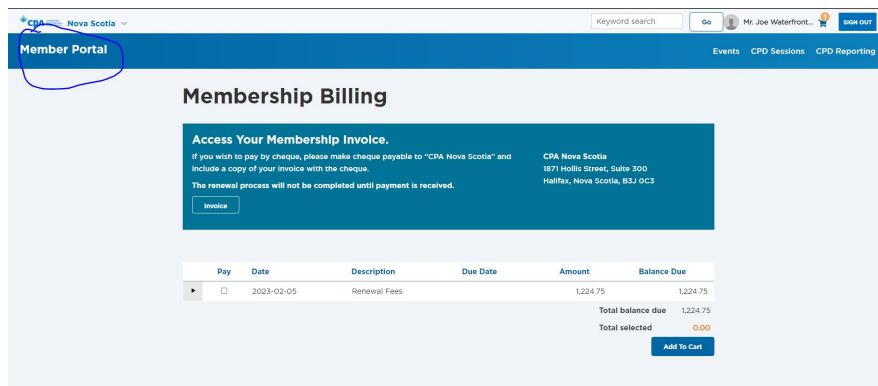 CPA Nova Scotia
Keyword search
Go
Mr. Joe Waterfront...
1
SIGN OUT
Member Portal
Events CPD Sessions CPD Reporting
Membership Billing
Access Your Membership Invoice.
If you wish to pay by cheque, please make cheque payable to "CPA Nova Scotia" and
include a copy of your invoice with the cheque.
The renewal process will not be completed until payment is received.
Invoice
CPA Nova Scotia
1871 Hollis Street, Suite 300
Halifax, Nova Scotia, B3J 0C3
Pay Date Description Due Date Amount Balance Due
2023-02-05 Renewal Fees 1,224.75 1,224.75
Total balance due 1,224.75
Total selected 0.00
Add To Cart